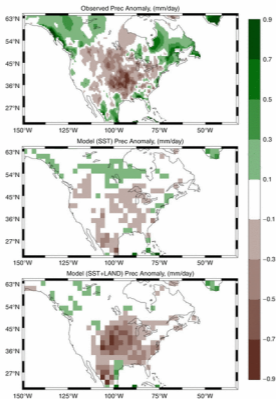 Observed Prec Anomaly, (mm/day)
63°N
54°N
45°N
36°N
27°N
150°W 125°W 100°W 75°W 50°W
Model (SST) Prec Anomaly, (mm/day)
63°N
54°N
45°N
36°N
27°N
150°W 125°W 100°W 75°W 50°W
Model (SST+LAND) Prec Anomaly, (mm/day)
63°N
54°N
45°N
36°N
27°N
150°W 125°W 100°W 75°W 50°W
0.9
0.7
0.5
0.3
0.1
−0.1
−0.3
−0.5
−0.7
−0.9